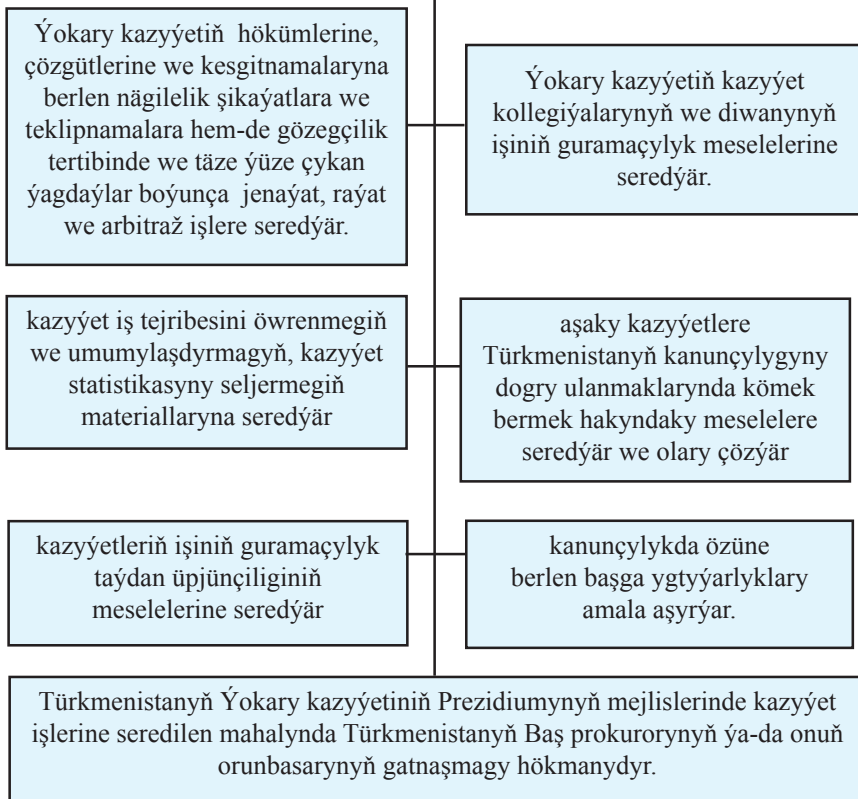 Ýokary kazyýetiň hökümlerine,
çözgütlerine we kesgitnamalaryna
berlen nägilelik şikaýatlara we
teklipnamalara hem-de gözegçilik
tertibinde we täze ýüze çykan
ýagdaýlar boýunça jenaýat, raýat
we arbitraž işlere seredýär.
Ýokary kazyýetiň kazyýet
kollegiýalarynyň we diwanynyň
işiniň guramaçylyk meselelerine
seredýär.
kazyýet iş tejribesini öwrenmegiň
we umumylaşdyrmagyň, kazyýet
statistikasyny seljermegiň
materiallaryna seredýär
aşaky kazyýetlere
Türkmenistanyň kanunçylygyny
dogry ulanmaklarynda kömek
bermek hakyndaky meselelere
seredýär we olary çözýär
kazyýetleriň işiniň guramaçylyk
taýdan üpjünçiliginiň
meselelerine seredýär
kanunçylykda özüne
berlen başga ygtyýarlyklary
amala aşyrýar.
Türkmenistanyň Ýokary kazyýetiniň Prezidiumynyň mejlislerinde kazyýet
işlerine seredilen mahalynda Türkmenistanyň Baş prokurorynyň ýa-da onuň
orunbasarynyň gatnaşmagy hökmanydyr.